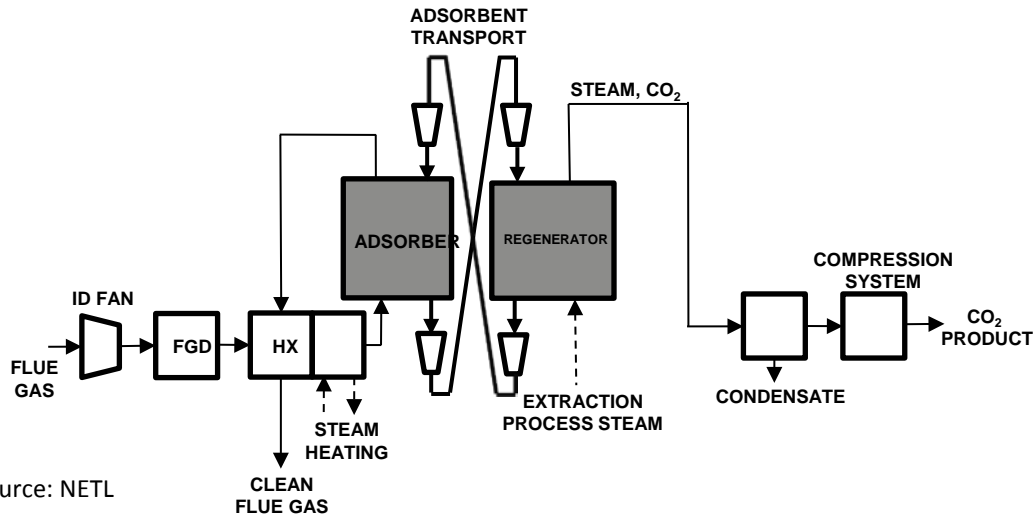 ADSORBENT
TRANSPORT
STEAM, CO₂
ADSORBER
REGENERATOR
COMPRESSION
SYSTEM
ID FAN
CO₂
PRODUCT
FGD
HX
FLUE
GAS
CONDENSATE
EXTRACTION
PROCESS STEAM
STEAM
HEATING
CLEAN
FLUE GAS
urce: NETL